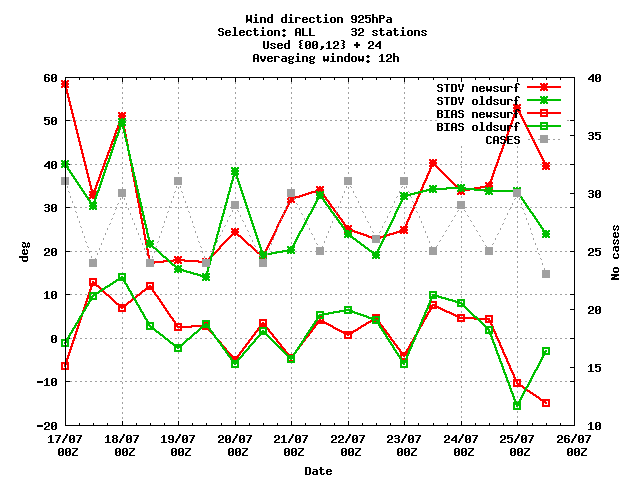 Wind direction 925hPa
Selection: ALL 32 stations
Used {00,12} + 24
Averaging window: 12h
60 40
STDV newsurf
STDV oldsurf
BIAS newsurf
BIAS oldsurf
CASES
50 35
40 30
30
20 25
10 20
0 15
-10
-20 10
deg
No cases
17/07 18/07 19/07 20/07 21/07 22/07 23/07 24/07 25/07 26/07
00Z 00Z 00Z 00Z 00Z 00Z 00Z 00Z 00Z 00Z
Date